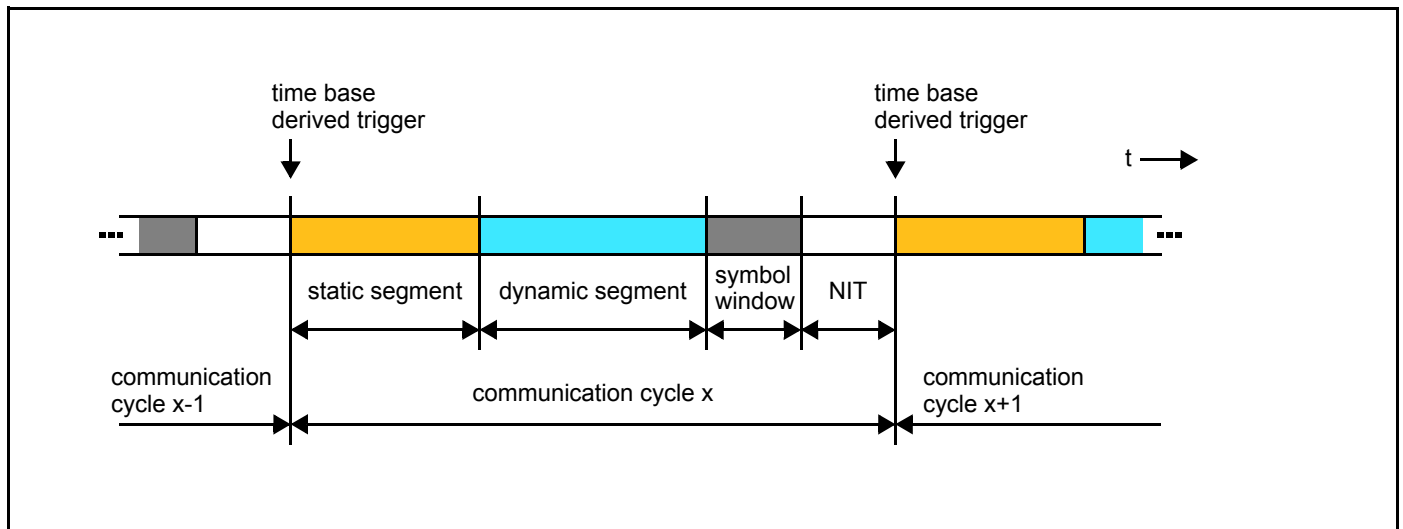 time base
derived trigger
time base
derived trigger
t
static segment
dynamic segment
symbol
window
NIT
communication
cycle x-1
communication cycle x
communication
cycle x+1